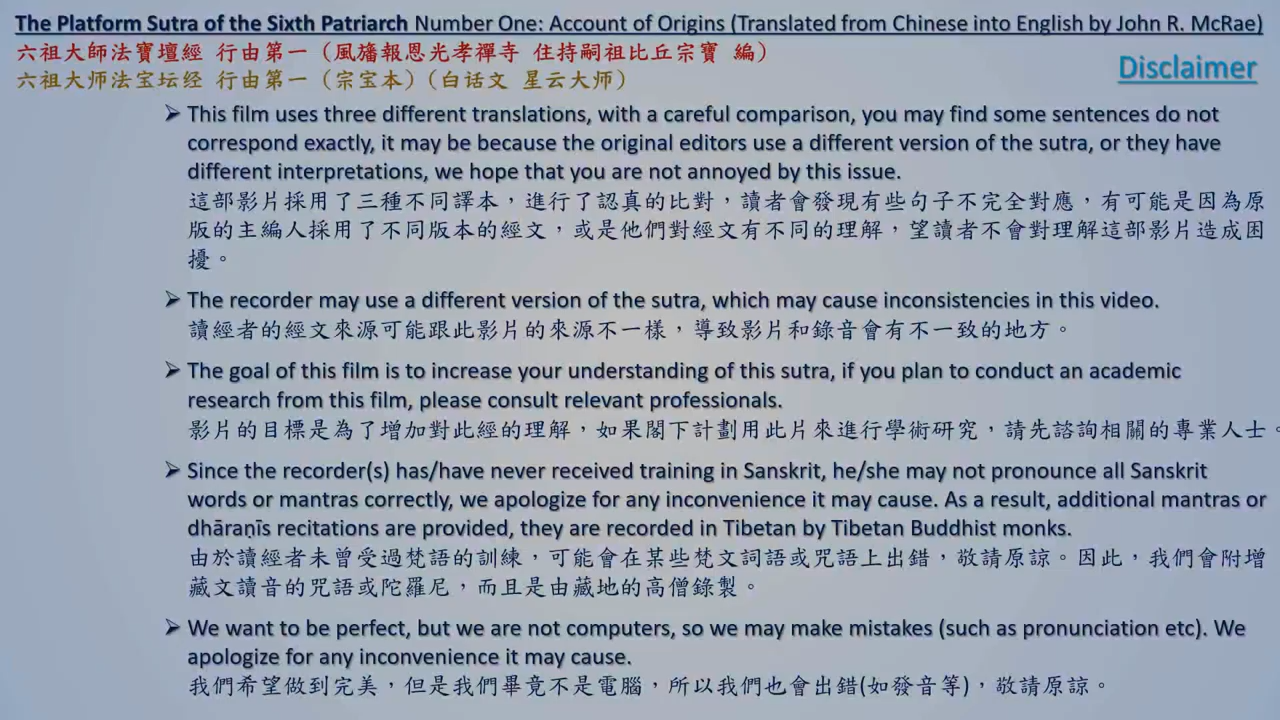 The Platform Sutra of the Sixth Patriarch Number One: Account of Origins (Translated from Chinese into English by John R. McRae)
六祖大師法寶壇經 行由第一（風旛報恩光孝禪寺 住持嗣祖比丘宗寶 編）
六祖大师法宝坛经 行由第一（宗宝本）（白话文 星云大师）
Disclaimer
➢ This film uses three different translations, with a careful comparison, you may find some sentences do not
correspond exactly, it may be because the original editors use a different version of the sutra, or they have
different interpretations, we hope that you are not annoyed by this issue.
這部影片採用了三種不同譯本，進行了認真的比對，讀者會發現有些句子不完全對應，有可能是因為原
版的主編人採用了不同版本的經文，或是他們對經文有不同的理解，望讀者不會對理解這部影片造成困
擾。
➢ The recorder may use a different version of the sutra, which may cause inconsistencies in this video.
讀經者的經文來源可能跟此影片的來源不一樣，導致影片和錄音會有不一致的地方。
➢ The goal of this film is to increase your understanding of this sutra, if you plan to conduct an academic
research from this film, please consult relevant professionals.
影片的目標是為了增加對此經的理解，如果閣下計劃用此片來進行學術研究，請先諮詢相關的專業人士。
➢ Since the recorder(s) has/have never received training in Sanskrit, he/she may not pronounce all Sanskrit
words or mantras correctly, we apologize for any inconvenience it may cause. As a result, additional mantras or
dhāraṇīs recitations are provided, they are recorded in Tibetan by Tibetan Buddhist monks.
由於讀經者未曾受過梵語的訓練，可能會在某些梵文詞語或咒語上出錯，敬請原諒。因此，我們會附增
藏文讀音的咒語或陀羅尼，而且是由藏地的高僧錄製。
➢ We want to be perfect, but we are not computers, so we may make mistakes (such as pronunciation etc). We
apologize for any inconvenience it may cause.
我們希望做到完美，但是我們畢竟不是電腦，所以我們也會出錯(如發音等)，敬請原諒。